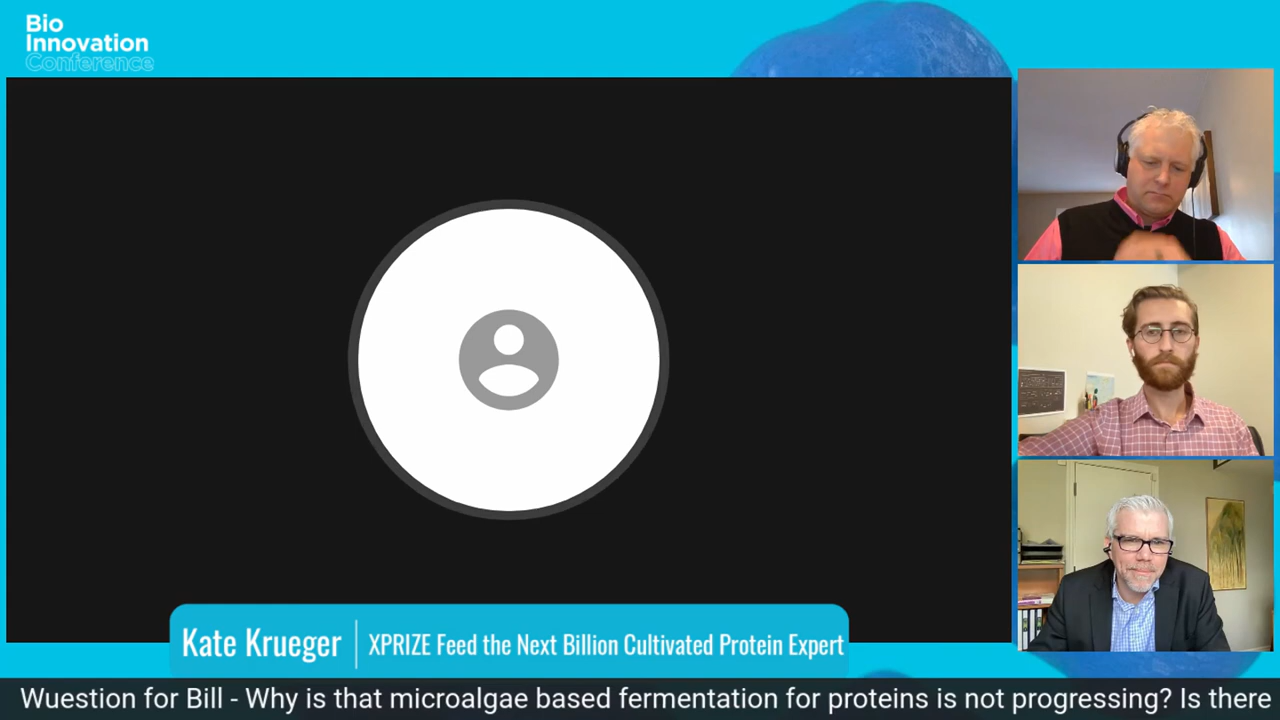 Bio
Innovation
Conference
Kate Krueger | XPRIZE Feed the Next Billion Cultivated Protein Expert
Wuestion for Bill - Why is that microalgae based fermentation for proteins is not progressing? Is there